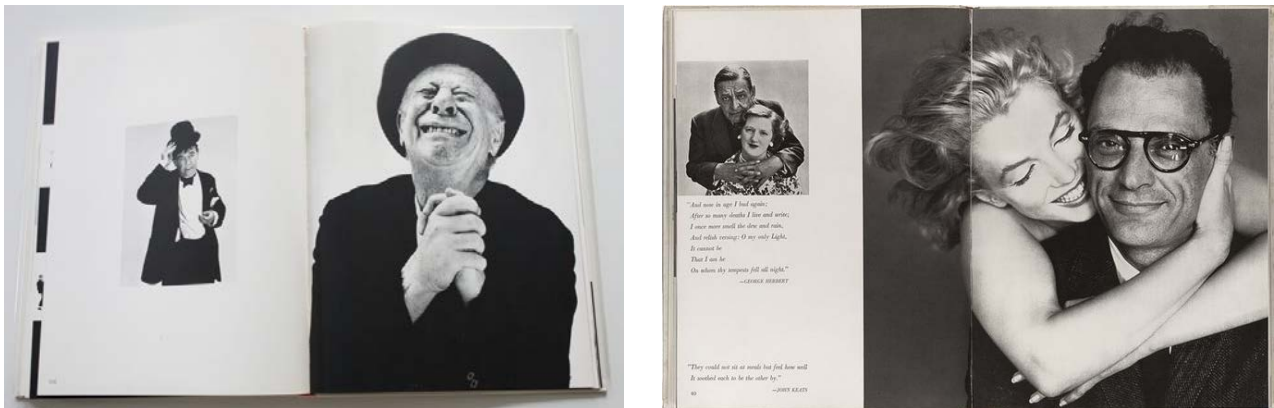 "And now in age I bud again;
After so many deaths I live and write;
I once more smell the dew and rain,
And relish versing: O my only Light,
It cannot be
That I am he
On whom thy tempests fell all night."
—GEORGE HERBERT
"They could not sit at meals but feel how well
It soothed each to be the other by."
—JOHN KEATS